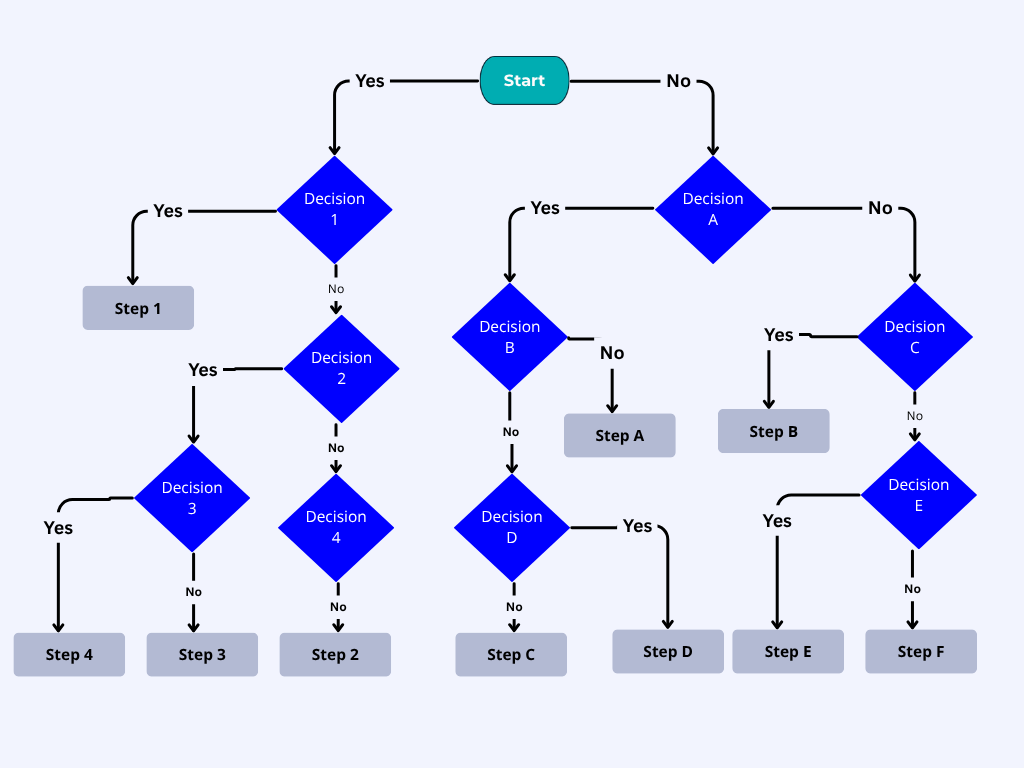 Yes
Start
No
Decision
1
Decision
A
Yes
Yes
No
No
Step 1
Decision
2
Decision
B
Decision
C
Yes
No
Yes
Yes
No
No
Step A
Step B
No
Decision
3
Decision
4
Decision
D
Decision
E
Yes
Yes
Yes
No
No
No
No
Step 4
Step 3
Step 2
Step C
Step D
Step E
Step F